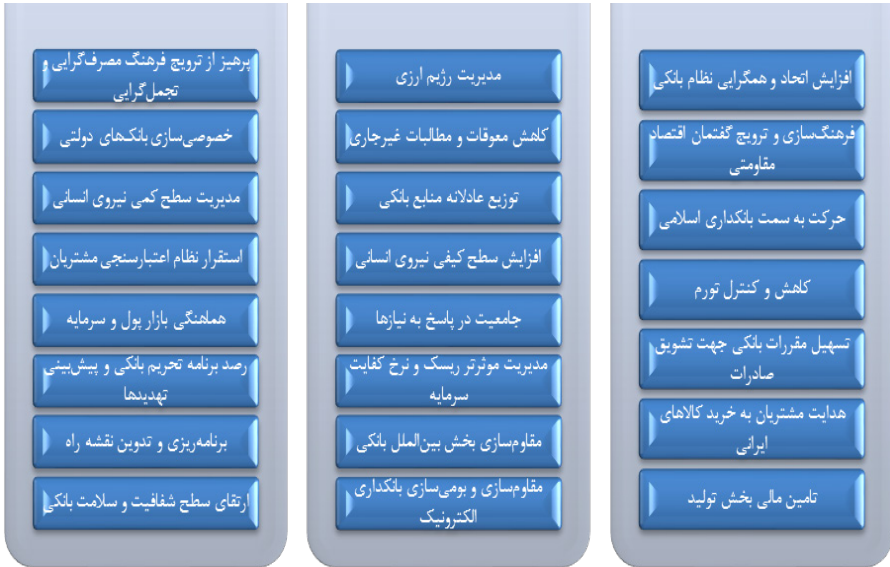 افزایش اتحاد و همگرایی نظام بانکی
فرهنگ‌سازی و ترویج گفتمان اقتصاد
مقاومتی
حرکت به سمت بانکداری اسلامی
کاهش و کنترل تورم
تسهیل مقررات بانکی جهت تشویق
صادرات
هدایت مشتریان به خرید کالاهای
ایرانی
تامین مالی بخش تولید
مدیریت رژیم ارزی
کاهش معوقات و مطالبات غیرجاری
توزیع عادلانه منابع بانکی
افزایش سطح کیفی نیروی انسانی
جامعیت در پاسخ به نیازها
مدیریت موثرتر ریسک و نرخ کفایت
سرمایه
مقاوم‌سازی بخش بین‌الملل بانکی
مقاوم‌سازی و بومی‌سازی بانکداری
الکترونیک
پرهیز از ترویج فرهنگ مصرف‌گرایی و
تجمل‌گرایی
خصوصی‌سازی بانک‌های دولتی
مدیریت سطح کمی نیروی انسانی
استقرار نظام اعتبارسنجی مشتریان
هماهنگی بازار پول و سرمایه
رصد برنامه تحریم بانکی و پیش‌بینی
تهدیدها
برنامه‌ریزی و تدوین نقشه راه
ارتقای سطح شفافیت و سلامت بانکی